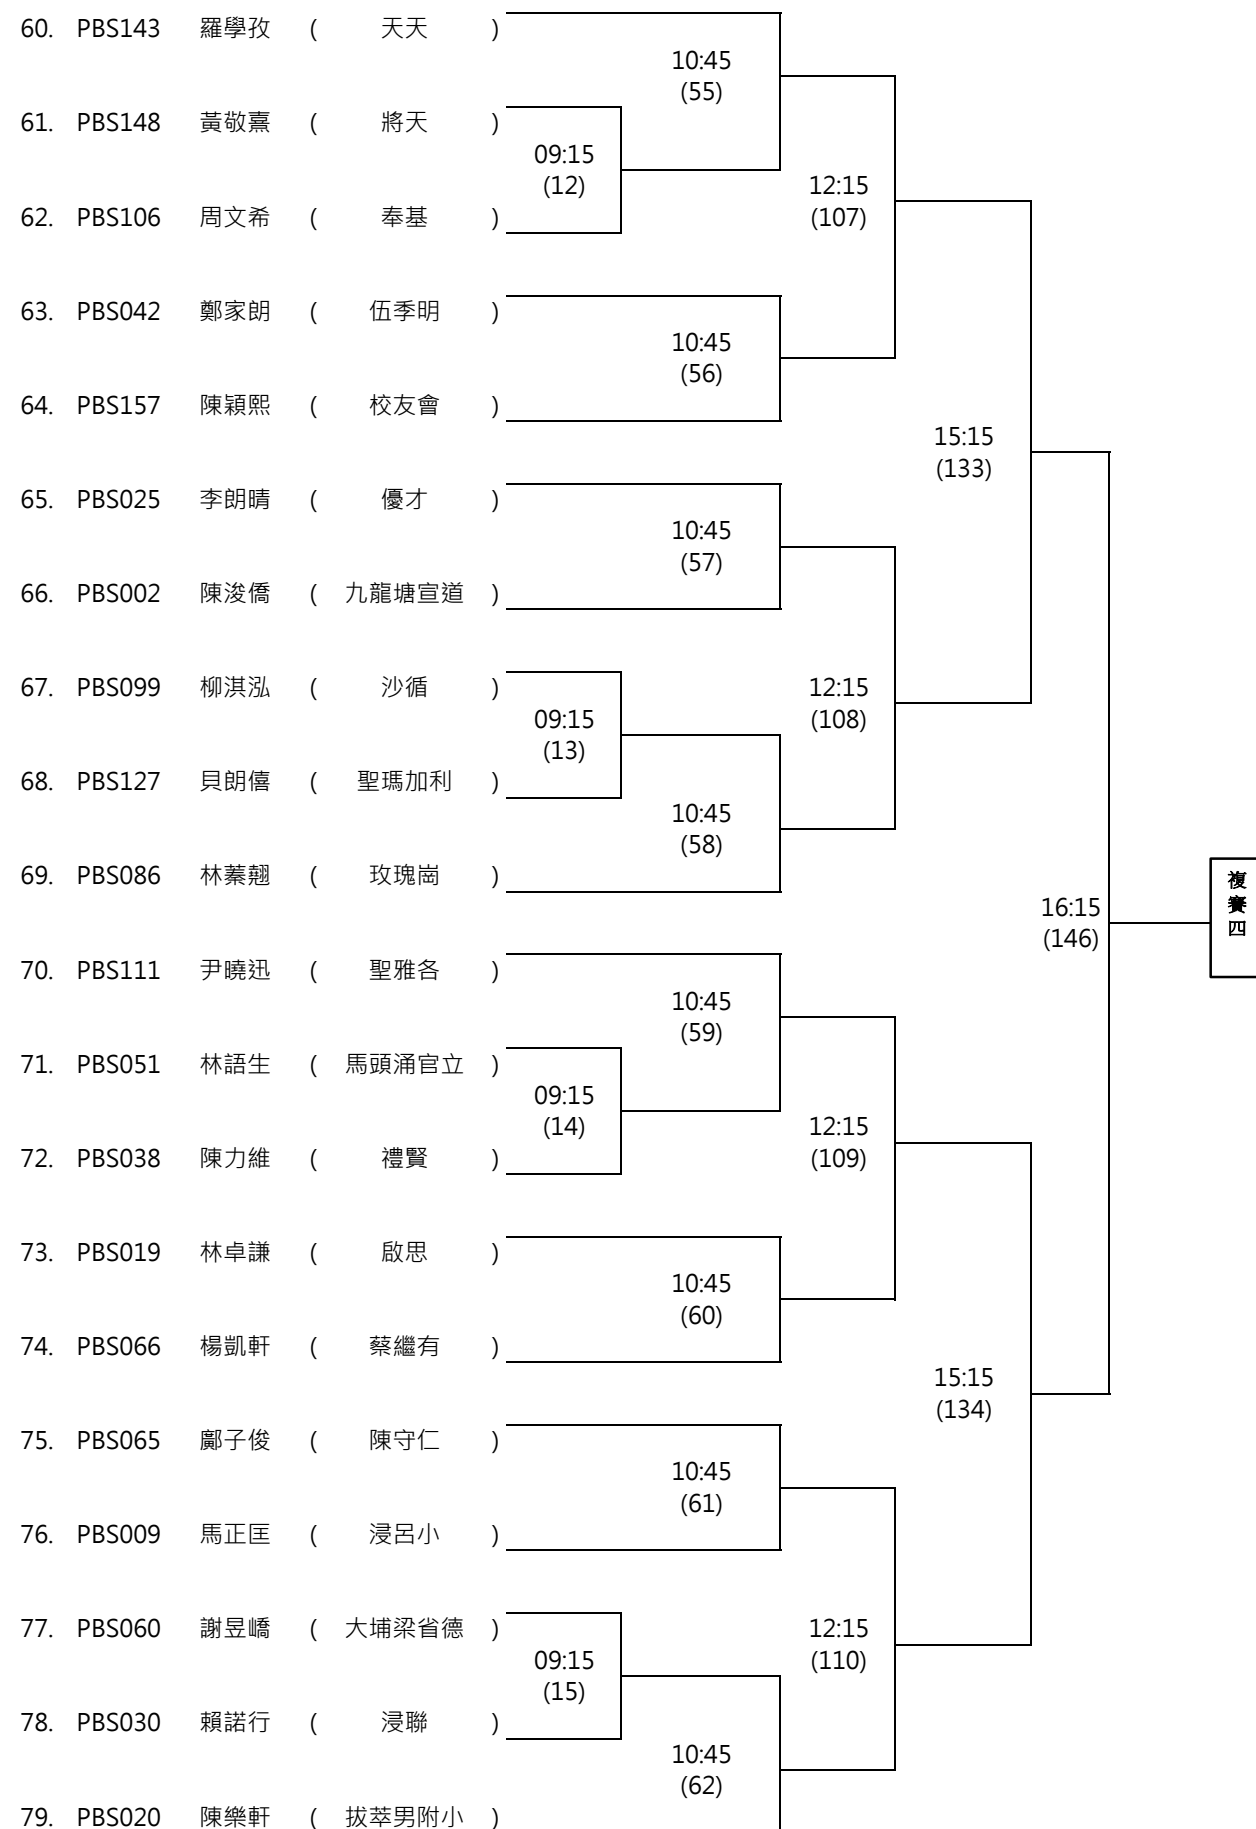 60. PBS143 羅學孜 ( 天天 )
10:45
(55)
61. PBS148 黃敬熹 ( 將天 )
09:15
(12)
12:15
(107)
62. PBS106 周文希 ( 奉基 )
63. PBS042 鄭家朗 ( 伍季明 )
10:45
(56)
64. PBS157 陳穎熙 ( 校友會 )
15:15
(133)
65. PBS025 李朗晴 ( 優才 )
10:45
(57)
66. PBS002 陳浚僑 ( 九龍塘宣道 )
67. PBS099 柳淇泓 ( 沙循 )
09:15
(13)
12:15
(108)
68. PBS127 貝朗僖 ( 聖瑪加利 )
10:45
(58)
69. PBS086 林蓁翹 ( 玫瑰崗 )
16:15
(146)
複賽四
70. PBS111 尹曉迅 ( 聖雅各 )
10:45
(59)
71. PBS051 林語生 ( 馬頭涌官立 )
09:15
(14)
12:15
(109)
72. PBS038 陳力維 ( 禮賢 )
73. PBS019 林卓謙 ( 啟思 )
10:45
(60)
74. PBS066 楊凱軒 ( 蔡繼有 )
15:15
(134)
75. PBS065 鄺子俊 ( 陳守仁 )
10:45
(61)
76. PBS009 馬正匡 ( 浸呂小 )
77. PBS060 謝昱嶠 ( 大埔梁省德 )
09:15
(15)
12:15
(110)
78. PBS030 賴諾行 ( 浸聯 )
10:45
(62)
79. PBS020 陳樂軒 ( 拔萃男附小 )